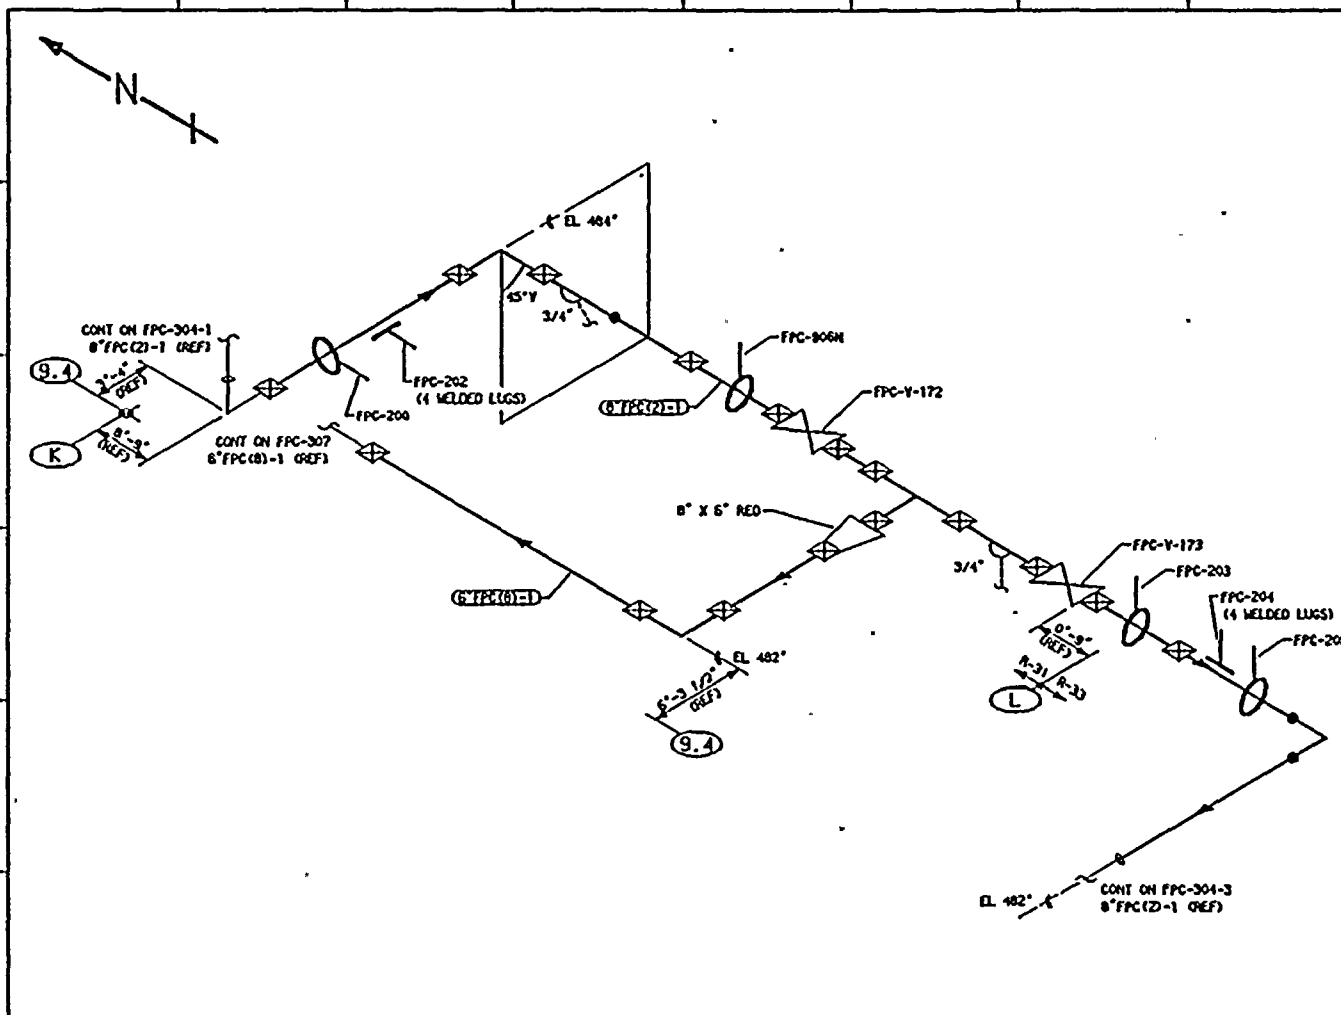 N
EL 484'
45°V
3/4"
CONT ON FPC-304-1
8"FPC(2)-1 (REF)
9.4
(REF)
K
8'-9"
(REF)
FPC-202
(4 WELDED LUGS)
FPC-200
CONT ON FPC-307
6"FPC(8)-1 (REF)
FPC-906N
8"FPC(2)-1
FPC-V-172
8" X 6" RED
6"FPC(8)-1
3/4"
FPC-V-173
FPC-203
FPC-204
(4 WELDED LUGS)
0'-9"
(REF)
R-31 R-33
L
EL 482'
6'-3 1/2"
(REF)
9.4
EL 482'
CONT ON FPC-304-3
8"FPC(2)-1 (REF)